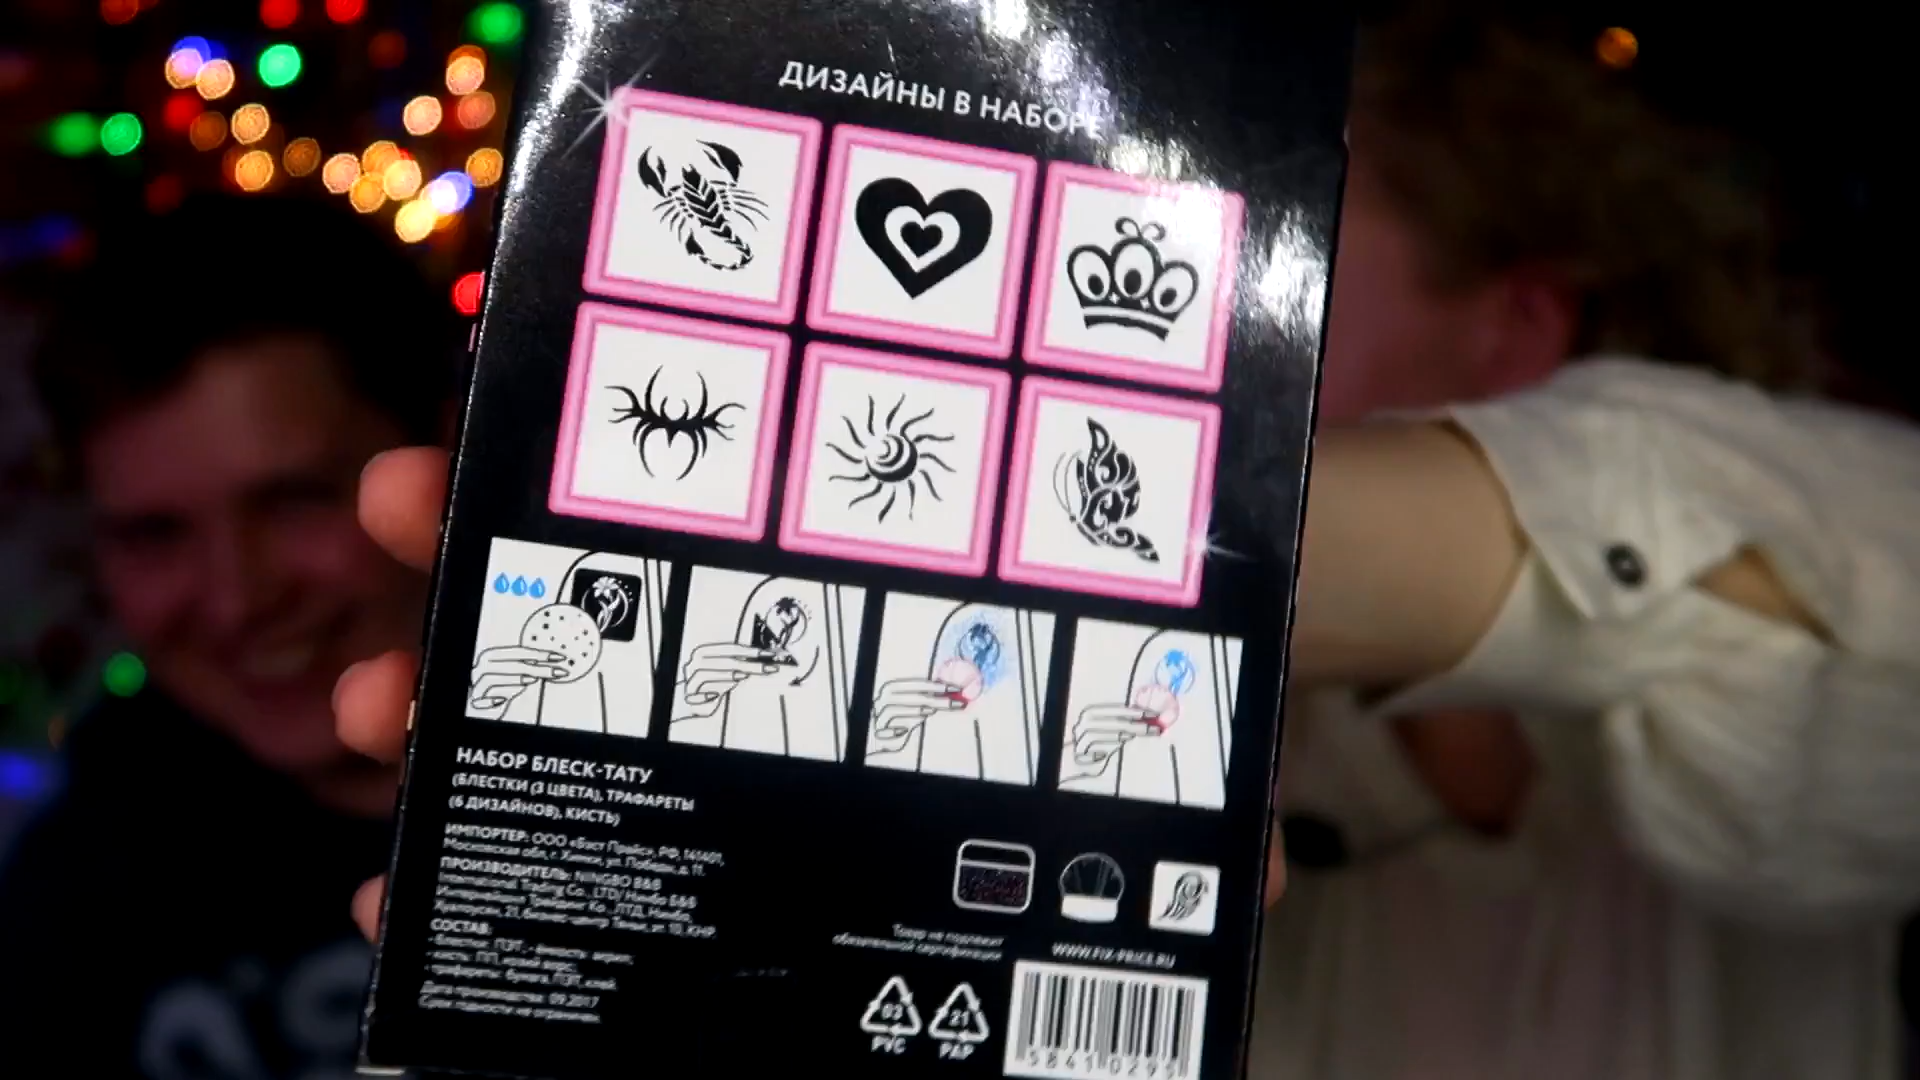 ДИЗАЙНЫ В НАБОРЕ
НАБОР БЛЕСК-ТАТУ
(БЛЕСТКИ (3 ЦВЕТА), ТРАФАРЕТЫ
(6 ДИЗАЙНОВ), КИСТЬ)
ИМПОРТЕР: ООО «Бэст Прайс», РФ, 141401,
Московская обл., г. Химки, ул. Победы, д. 11.
ПРОИЗВОДИТЕЛЬ: NINGBO B&B
International Trading Co., LTD/ Нинбо Б&Б
Интернейшнл Трейдинг Ко., ЛТД, Нинбо,
21, бизнес-центр эт. 10, КНР
СОСТАВ:
- блестки: ПЭТ, - емкость: акрил;
- кисть: ПП,
- трафареты: бумага, ПЭТ, клей.
Дата производства: 09.2017
Срок годности не ограничен.
Товар не подлежит
обязательной сертификации
WWW.FIX-PRICE.RU
03
PVC
21
PAP